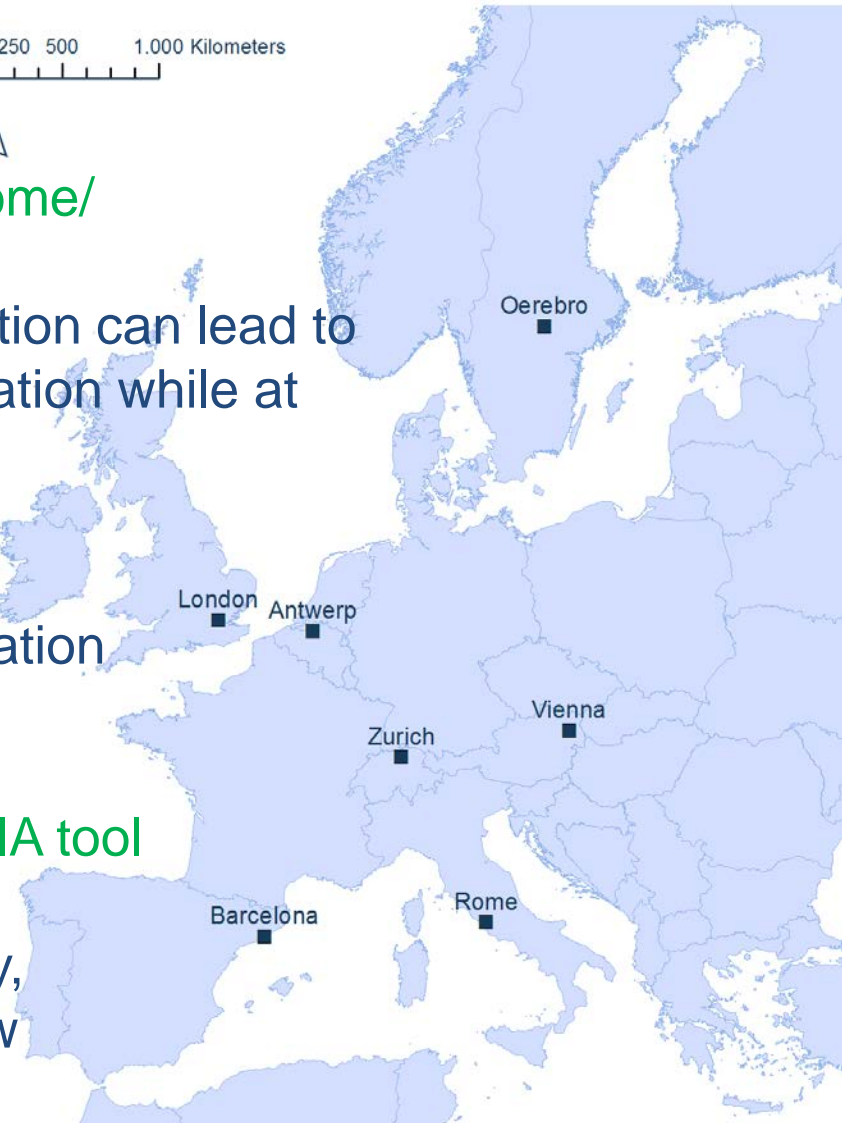 250 500 1.000 Kilometers
ome/
tion can lead to
ation while at
ation
IA tool
y,
w
Oerebro
London
Antwerp
Vienna
Zurich
Rome
Barcelona